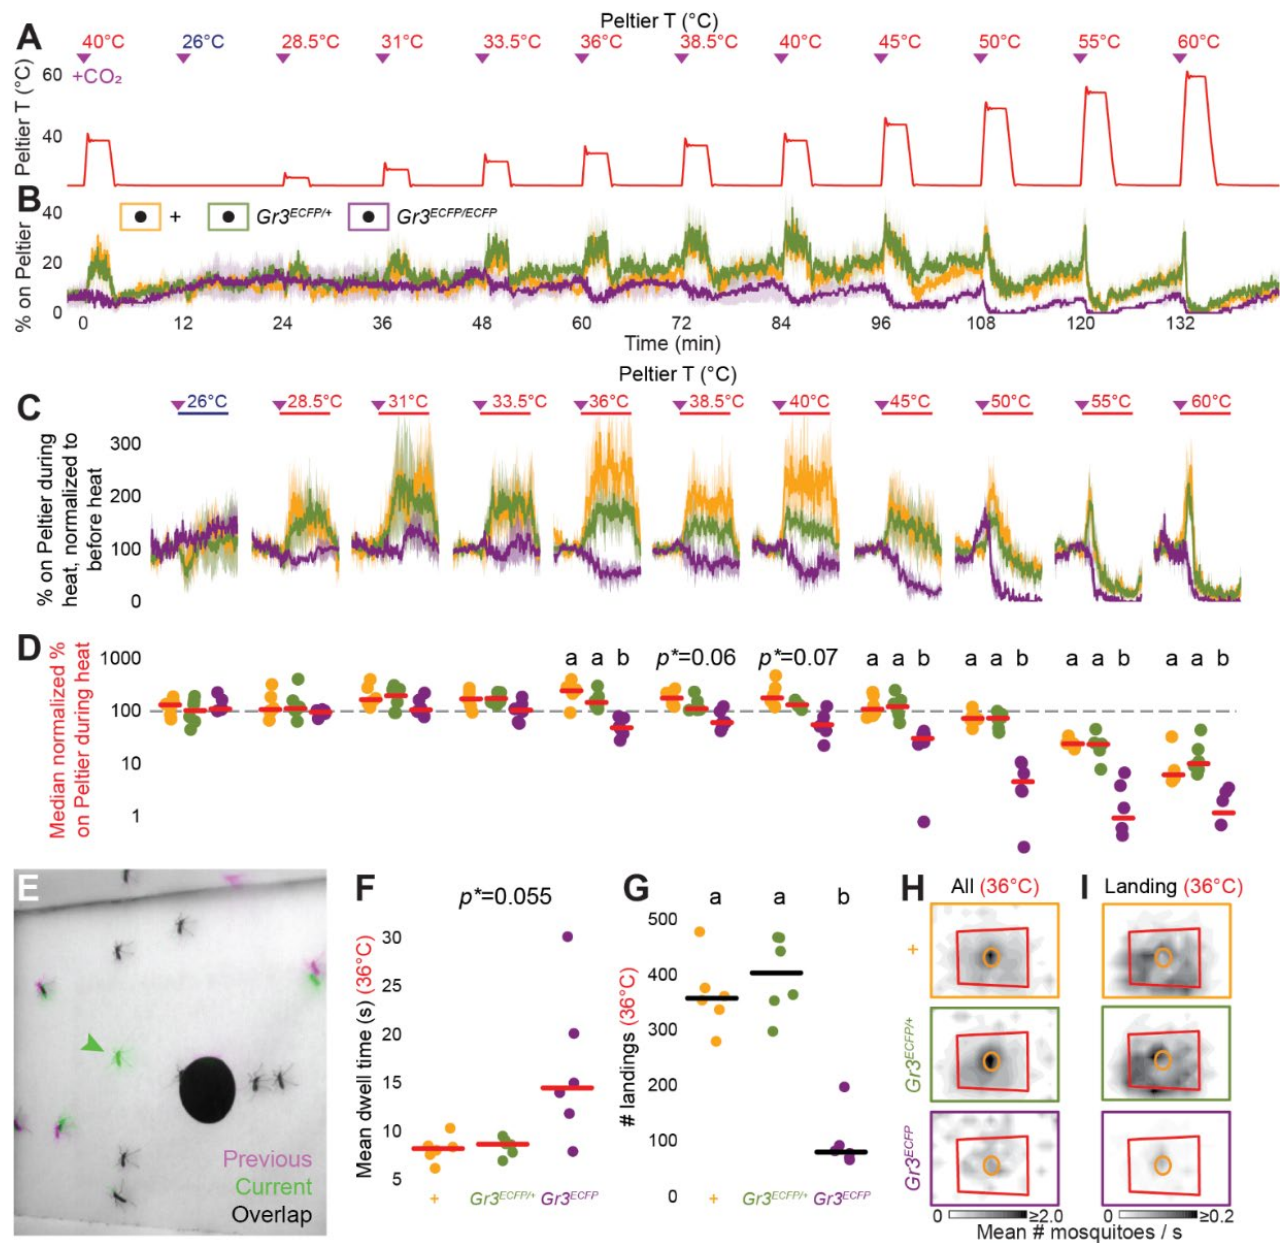 A
Peltier T (°C)
40°C 26°C 28.5°C 31°C 33.5°C 36°C 38.5°C 40°C 45°C 50°C 55°C 60°C
+CO₂
Peltier T (°C)
60
40
B
% on Peltier
40
20
0
+ Gr3ECFP/+ Gr3ECFP/ECFP
0 12 24 36 48 60 72 84 96 108 120 132
Time (min)
Peltier T (°C)
C
26°C 28.5°C 31°C 33.5°C 36°C 38.5°C 40°C 45°C 50°C 55°C 60°C
% on Peltier during
heat, normalized to
before heat
300
200
100
0
D
Median normalized %
on Peltier during heat
1000
100
10
1
a a b p*=0.06 p*=0.07 a a b a a b a a b a a b
E
Previous
Current
Overlap
F
p*=0.055
Mean dwell time (s) (36°C)
30
25
20
15
10
5
+ Gr3ECFP/+ Gr3ECFP
G
a a b
# landings (36°C)
500
400
300
200
100
0
+ Gr3ECFP/+ Gr3ECFP
H I
All (36°C) Landing (36°C)
+
Gr3ECFP/+
Gr3ECFP
0 ≥2.0 0 ≥0.2
Mean # mosquitoes / s